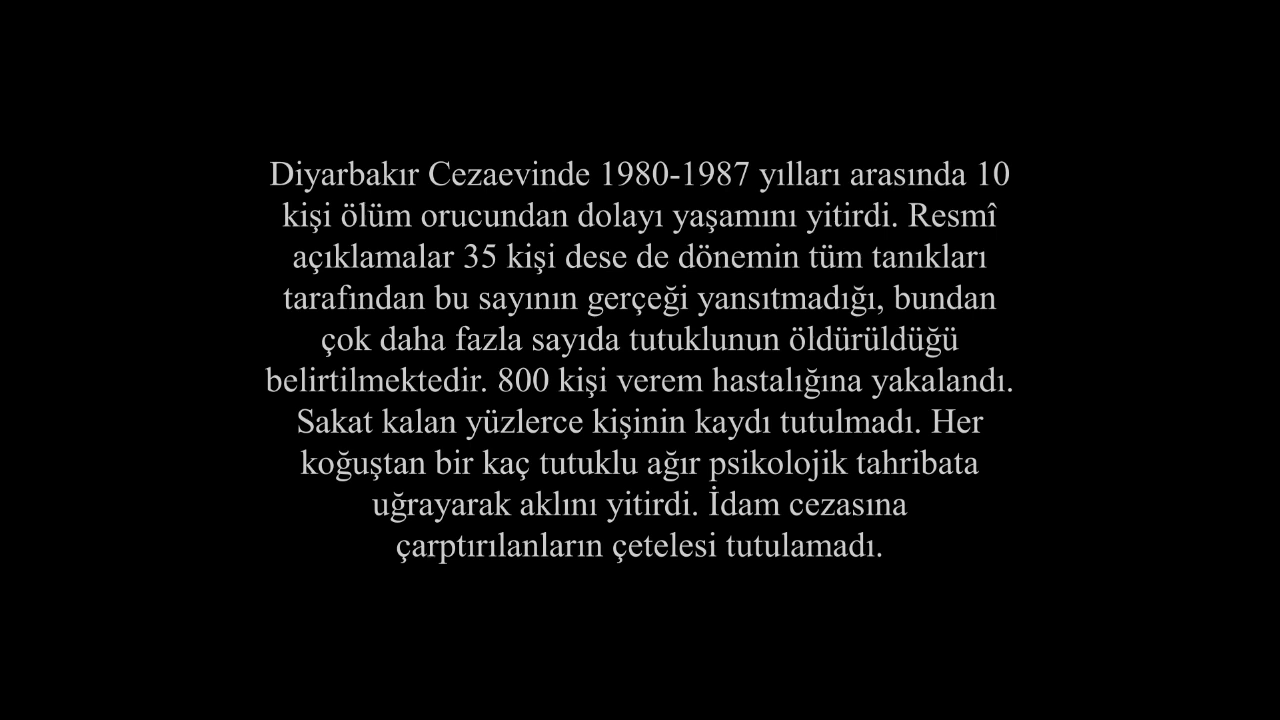 Diyarbakır Cezaevinde 1980-1987 yılları arasında 10
kişi ölüm orucundan dolayı yaşamını yitirdi. Resmî
açıklamalar 35 kişi dese de dönemin tüm tanıkları
tarafından bu sayının gerçeği yansıtmadığı, bundan
çok daha fazla sayıda tutuklunun öldürüldüğü
belirtilmektedir. 800 kişi verem hastalığına yakalandı.
Sakat kalan yüzlerce kişinin kaydı tutulmadı. Her
koğuştan bir kaç tutuklu ağır psikolojik tahribata
uğrayarak aklını yitirdi. İdam cezasına
çarptırılanların çetelesi tutulamadı.